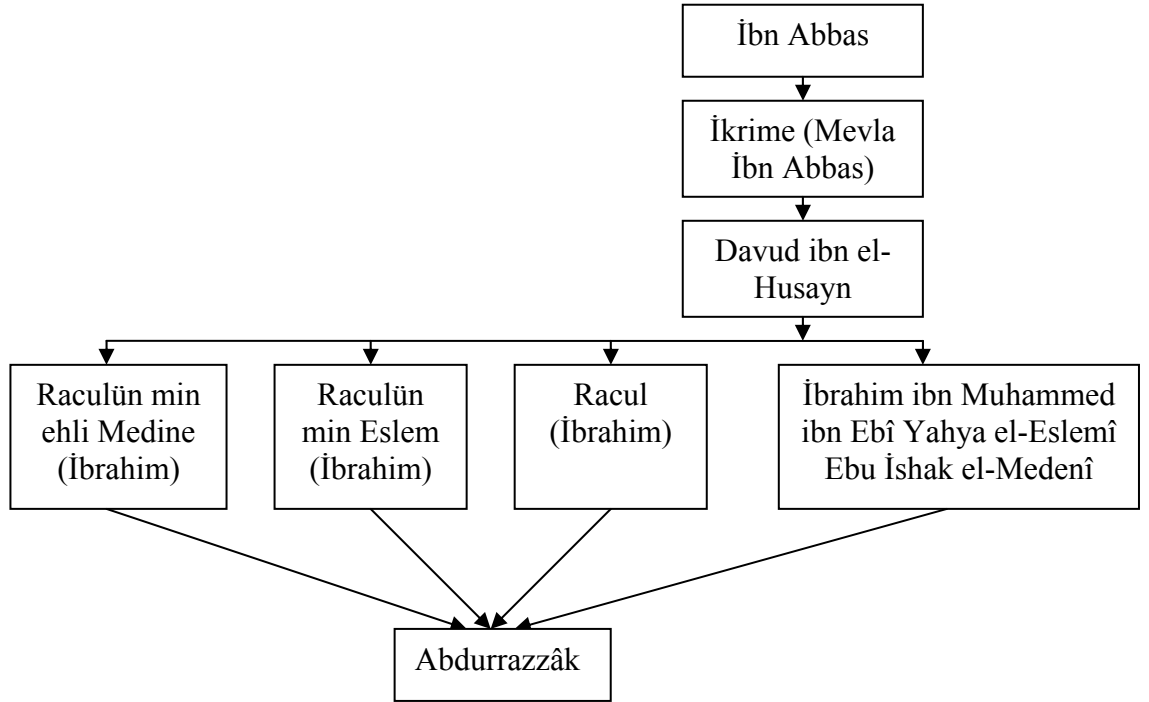 İbn Abbas
İkrime (Mevla
İbn Abbas)
Davud ibn el-
Husayn
Raculün min
ehli Medine
(İbrahim)
Raculün
min Eslem
(İbrahim)
Racul
(İbrahim)
İbrahim ibn Muhammed
ibn Ebî Yahya el-Eslemî
Ebu İshak el-Medenî
Abdurrazzâk